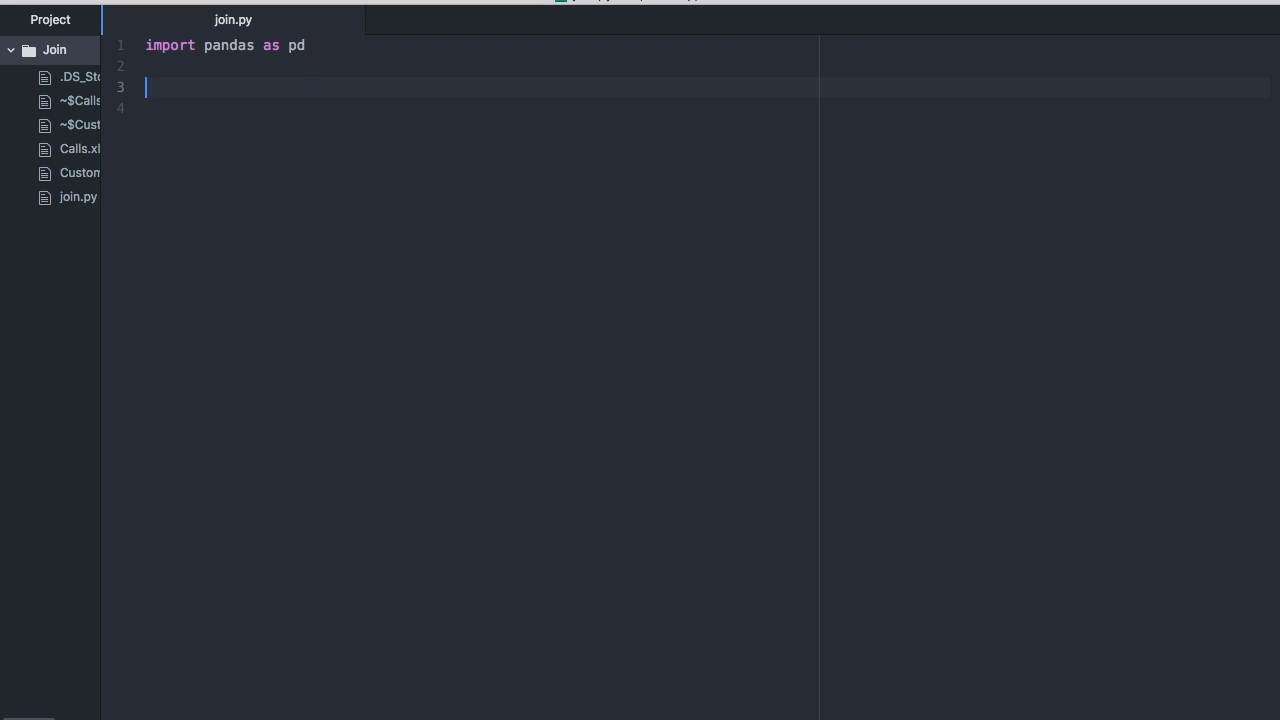 Project
join.py
Join
.DS_Sto
~$Calls
~$Cust
Calls.xl
Custom
join.py
1 import pandas as pd
2
3
4